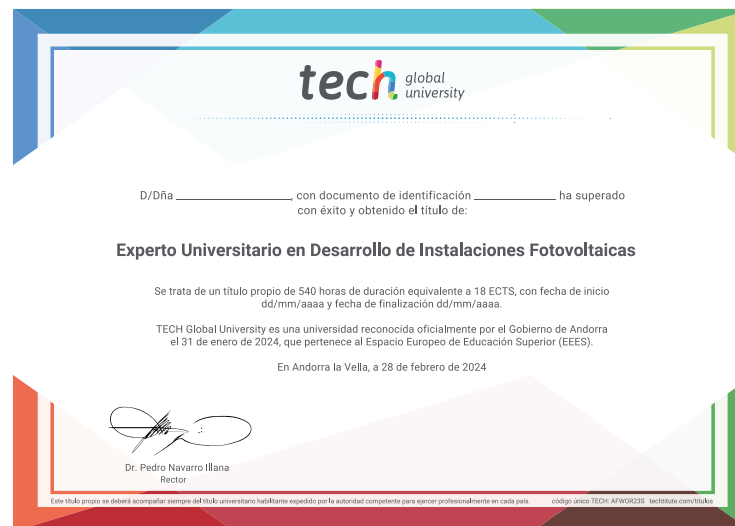 tech global university
D/Dña ______________, con documento de identificación __________ ha superado
con éxito y obtenido el título de:
Experto Universitario en Desarrollo de Instalaciones Fotovoltaicas
Se trata de un título propio de 540 horas de duración equivalente a 18 ECTS, con fecha de inicio
dd/mm/aaaa y fecha de finalización dd/mm/aaaa.
TECH Global University es una universidad reconocida oficialmente por el Gobierno de Andorra
el 31 de enero de 2024, que pertenece al Espacio Europeo de Educación Superior (EEES).
En Andorra la Vella, a 28 de febrero de 2024
Dr. Pedro Navarro Illana
Rector
Este título propio se deberá acompañar siempre del título universitario habilitante expedido por la autoridad competente para ejercer profesionalmente en cada país. código único TECH: AFWOR23S techtitute.com/titulos